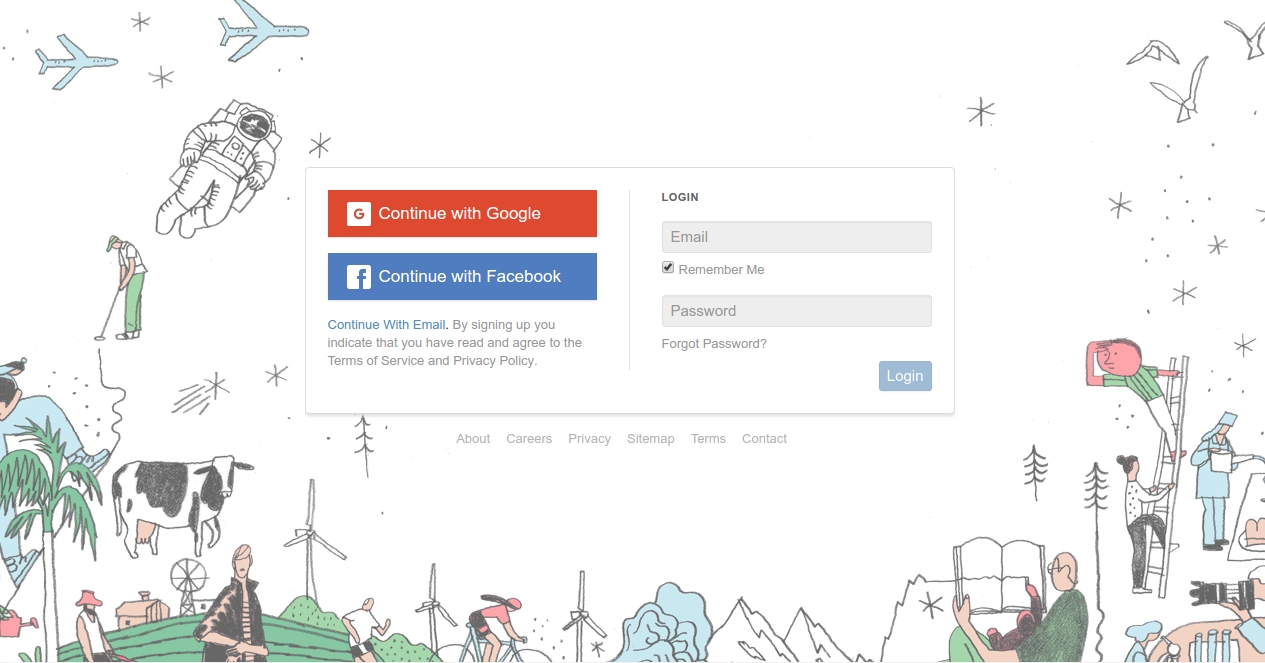 Continue with Google
Continue with Facebook
Continue With Email. By signing up you
indicate that you have read and agree to the
Terms of Service and Privacy Policy.
LOGIN
Email
Remember Me
Password
Forgot Password?
Login
About Careers Privacy Sitemap Terms Contact